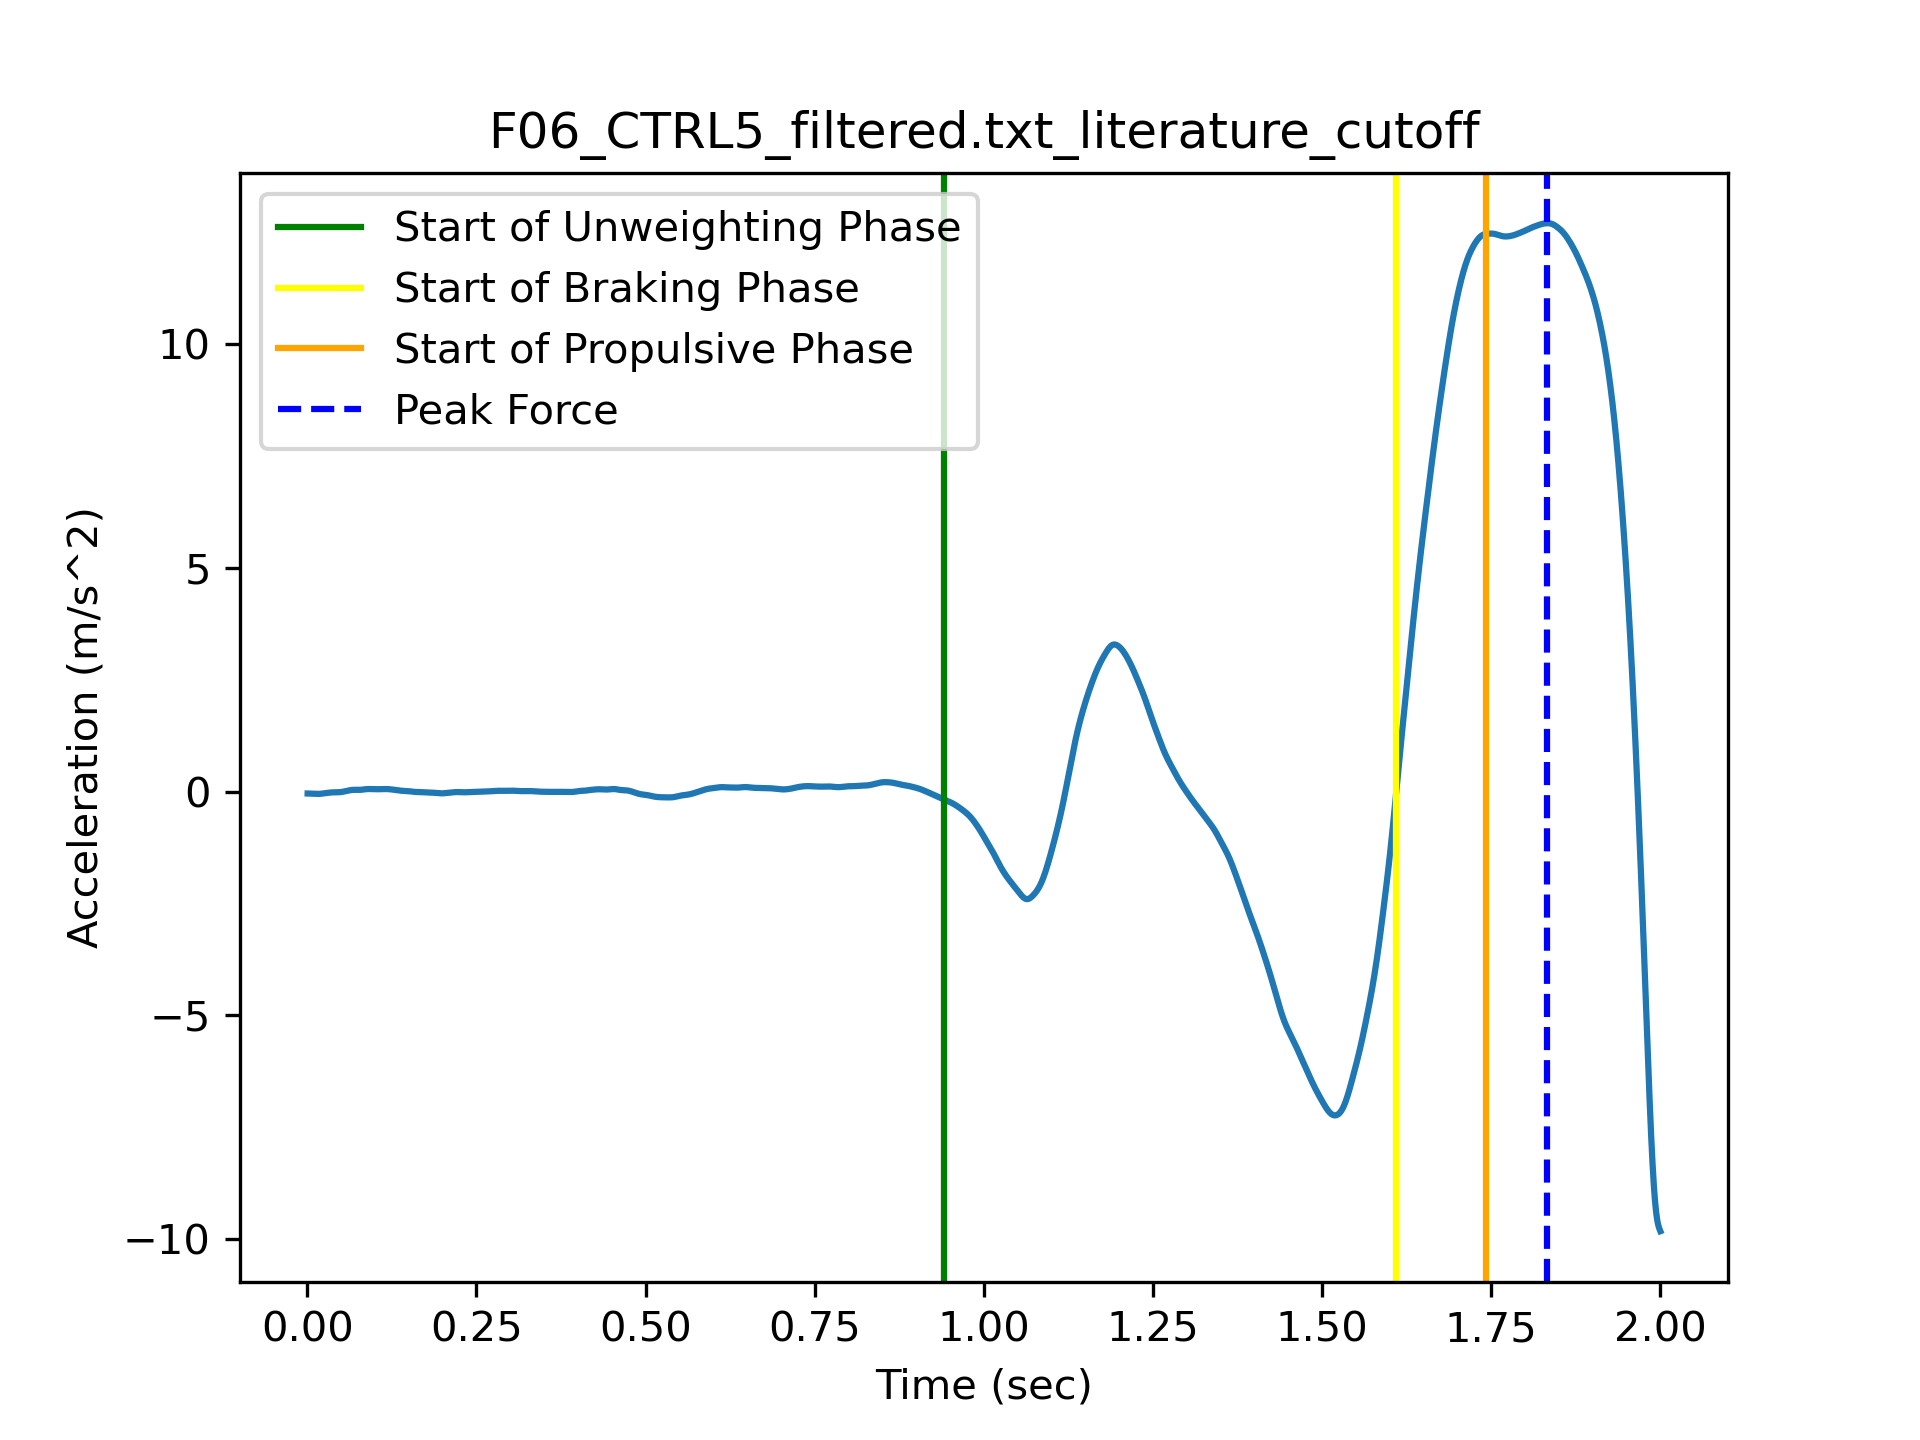 F06_CTRL5_filtered.txt_literature_cutoff
Start of Unweighting Phase
Start of Braking Phase
Start of Propulsive Phase
Peak Force
Acceleration (m/s^2)
10
5
0
−5
−10
0.00 0.25 0.50 0.75 1.00 1.25 1.50 1.75 2.00
Time (sec)